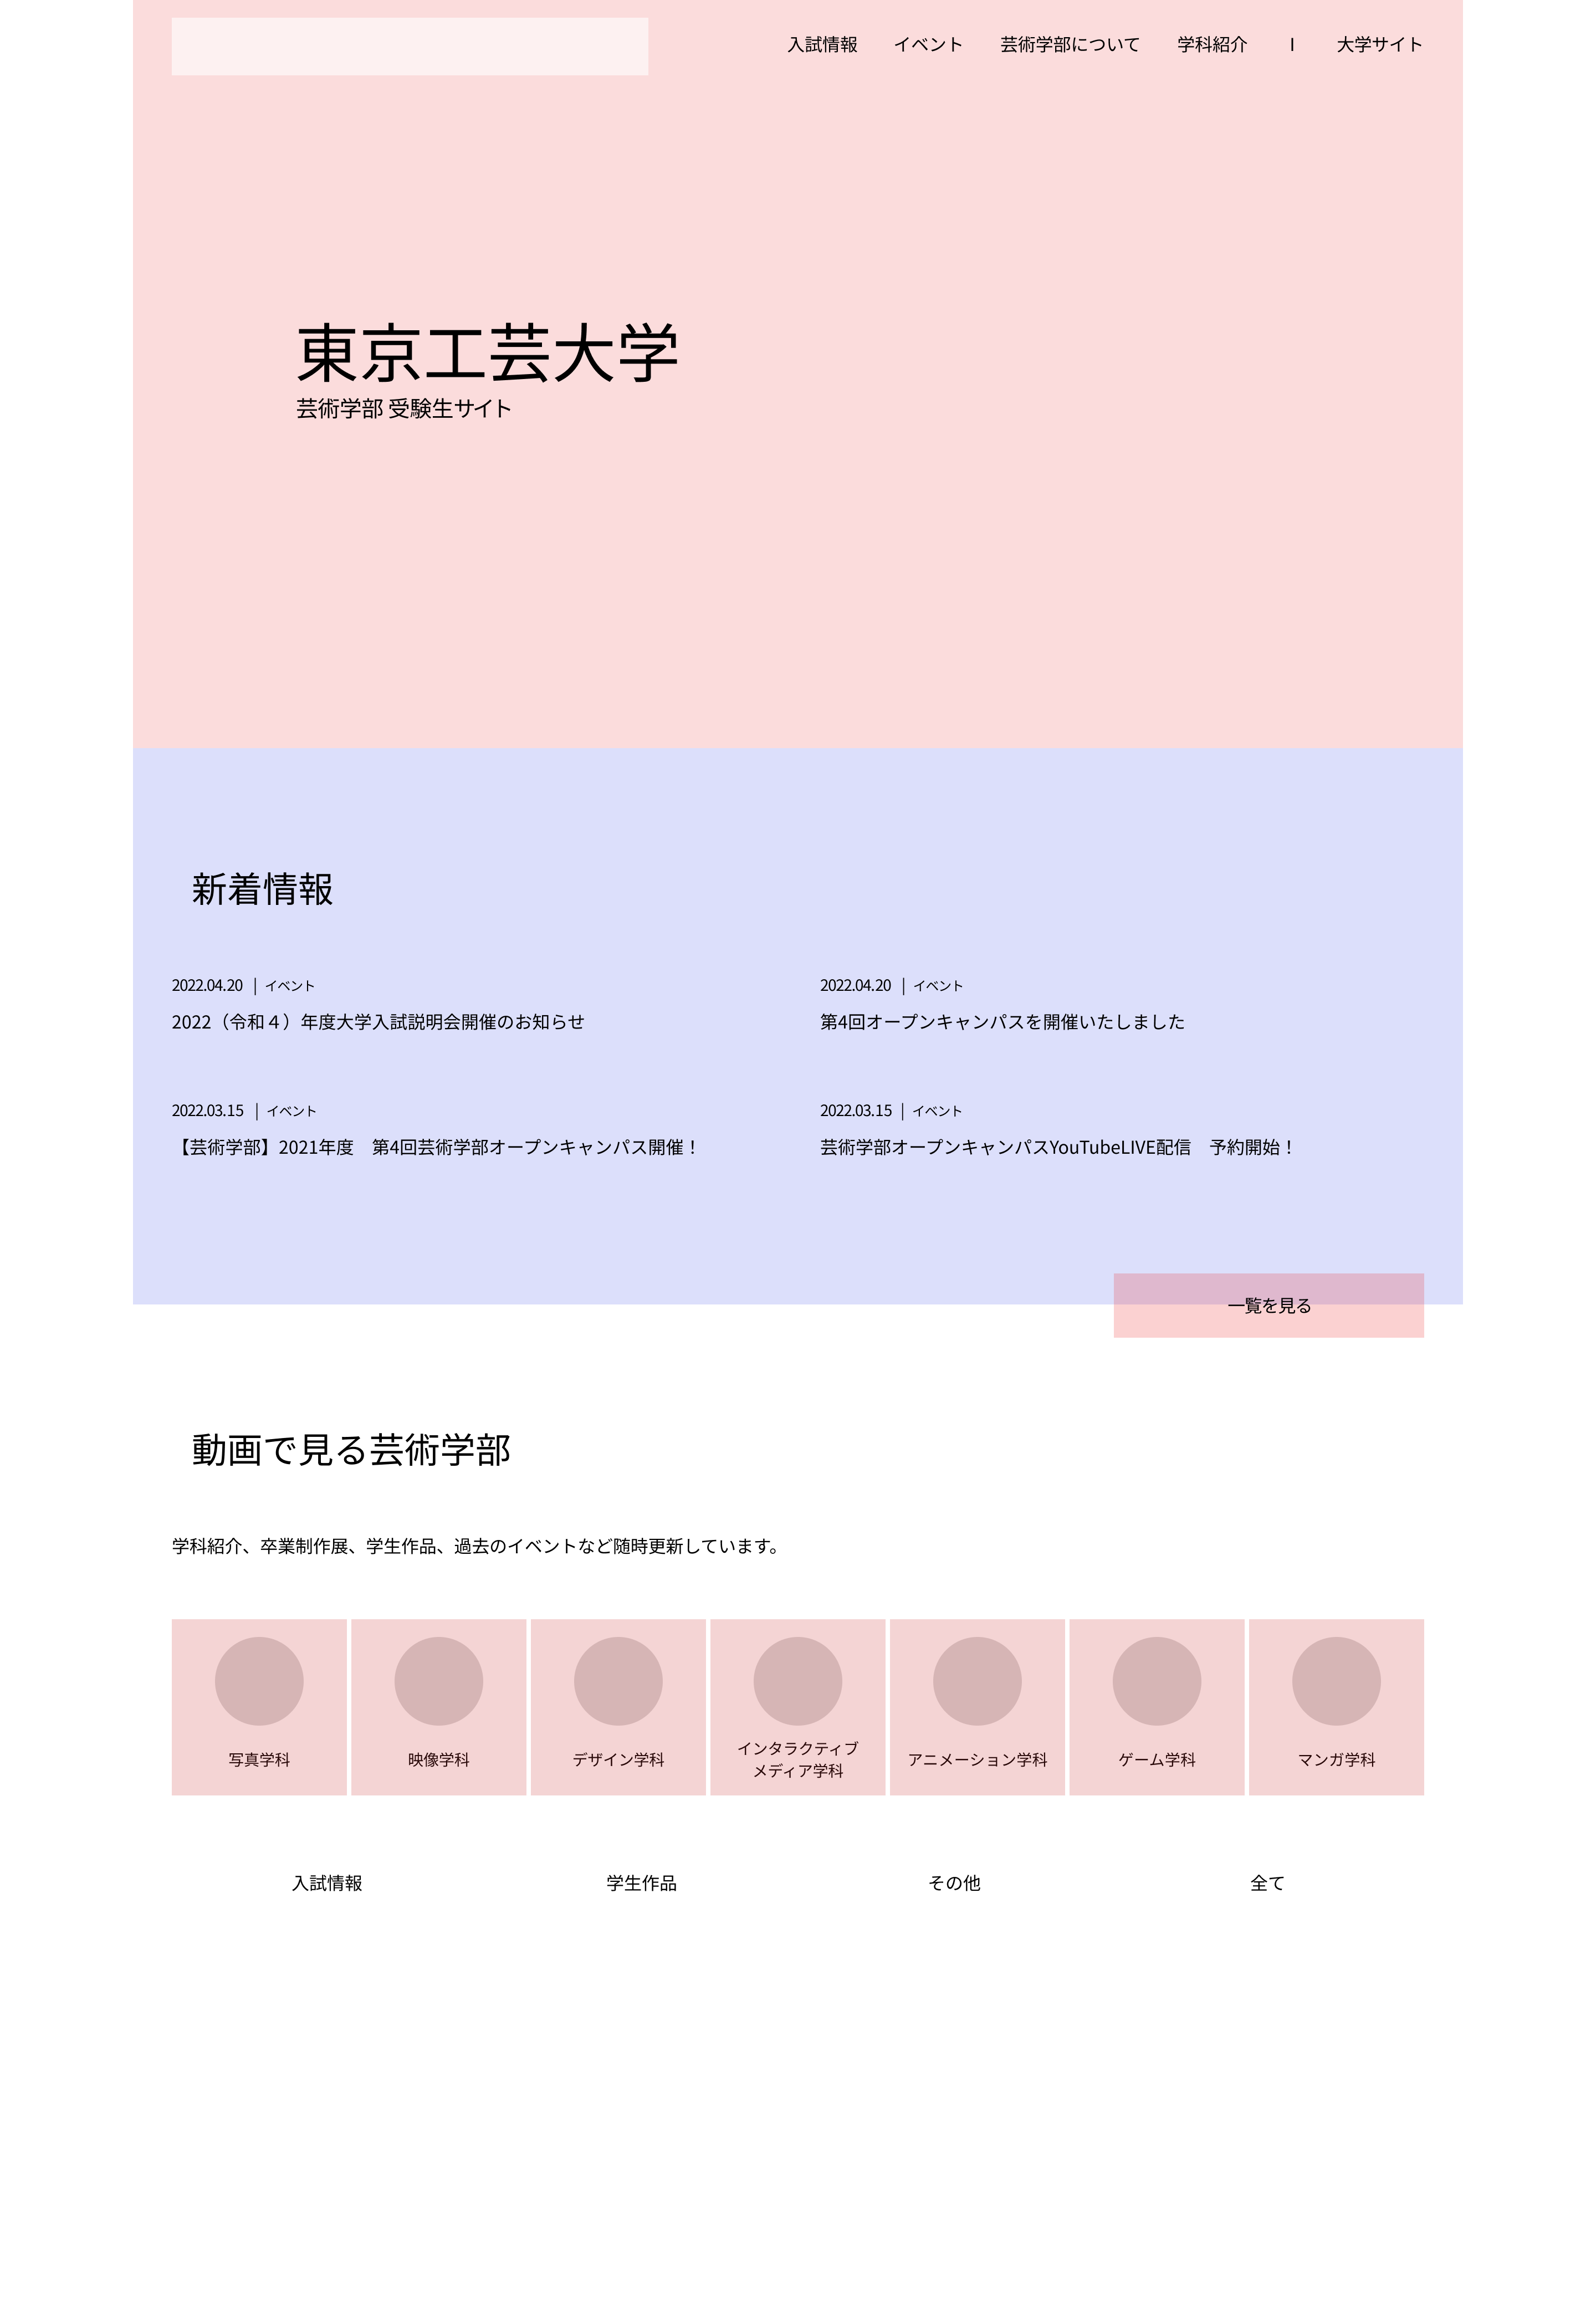 入試情報 イベント 芸術学部について 学科紹介 I 大学サイト
東京工芸大学
芸術学部 受験生サイト
新着情報
2022.04.20 | イベント
2022（令和４）年度大学入試説明会開催のお知らせ
2022.04.20 | イベント
第4回オープンキャンパスを開催いたしました
2022.03.15 | イベント
【芸術学部】2021年度　第4回芸術学部オープンキャンパス開催！
2022.03.15 | イベント
芸術学部オープンキャンパスYouTubeLIVE配信　予約開始！
一覧を見る
動画で見る芸術学部
学科紹介、卒業制作展、学生作品、過去のイベントなど随時更新しています。
写真学科
映像学科
デザイン学科
インタラクティブ
メディア学科
アニメーション学科
ゲーム学科
マンガ学科
入試情報 学生作品 その他 全て